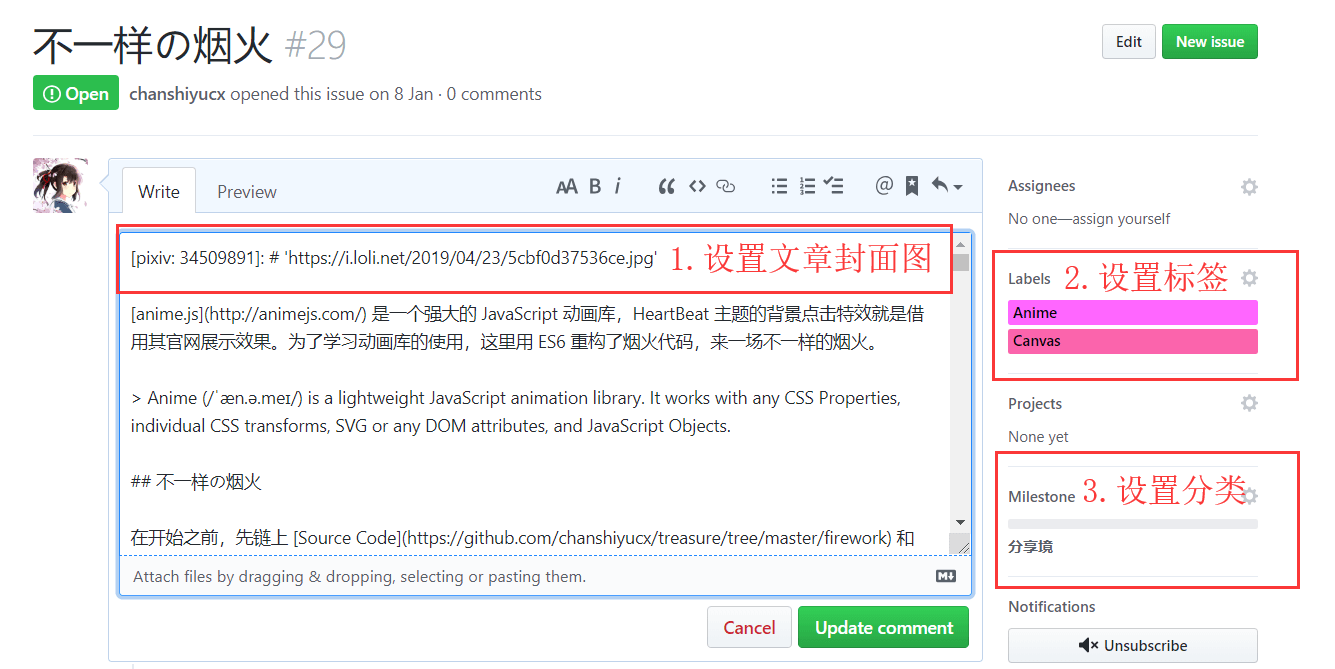 不一样の烟火 #29
Edit
New issue
Open
chanshiyucx opened this issue on 8 Jan · 0 comments
Write
Preview
AA B i
[pixiv: 34509891]: # 'https://i.loli.net/2019/04/23/5cbf0d37536ce.jpg'
1. 设置文章封面图
[anime.js](http://animejs.com/) 是一个强大的 JavaScript 动画库，HeartBeat 主题的背景点击特效就是借
用其官网展示效果。为了学习动画库的使用，这里用 ES6 重构了烟火代码，来一场不一样的烟火。
> Anime (/ˈæn.ə.meɪ/) is a lightweight JavaScript animation library. It works with any CSS Properties,
individual CSS transforms, SVG or any DOM attributes, and JavaScript Objects.
## 不一样の烟火
在开始之前，先链上 [Source Code](https://github.com/chanshiyucx/treasure/tree/master/firework) 和
Attach files by dragging & dropping, selecting or pasting them.
Cancel
Update comment
Assignees
No one—assign yourself
Labels
2. 设置标签
Anime
Canvas
Projects
None yet
Milestone
3. 设置分类
分享境
Notifications
Unsubscribe